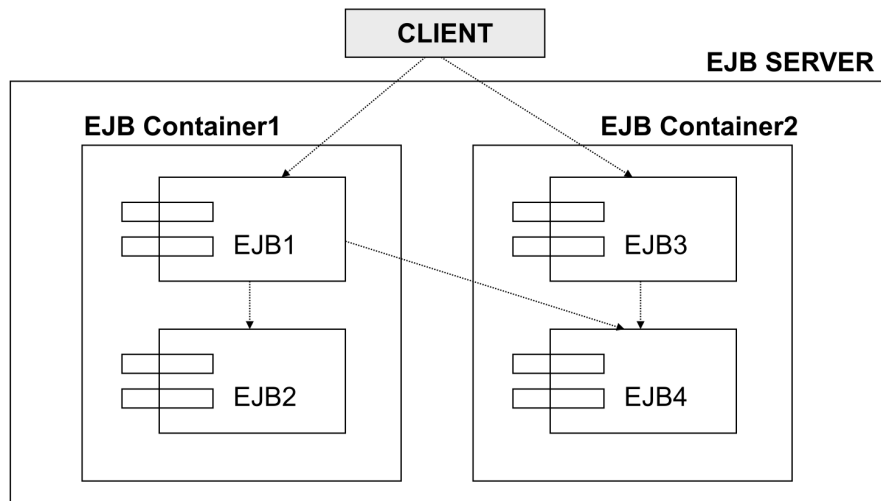 CLIENT
EJB SERVER
EJB Container1
EJB Container2
EJB1
EJB3
EJB2
EJB4